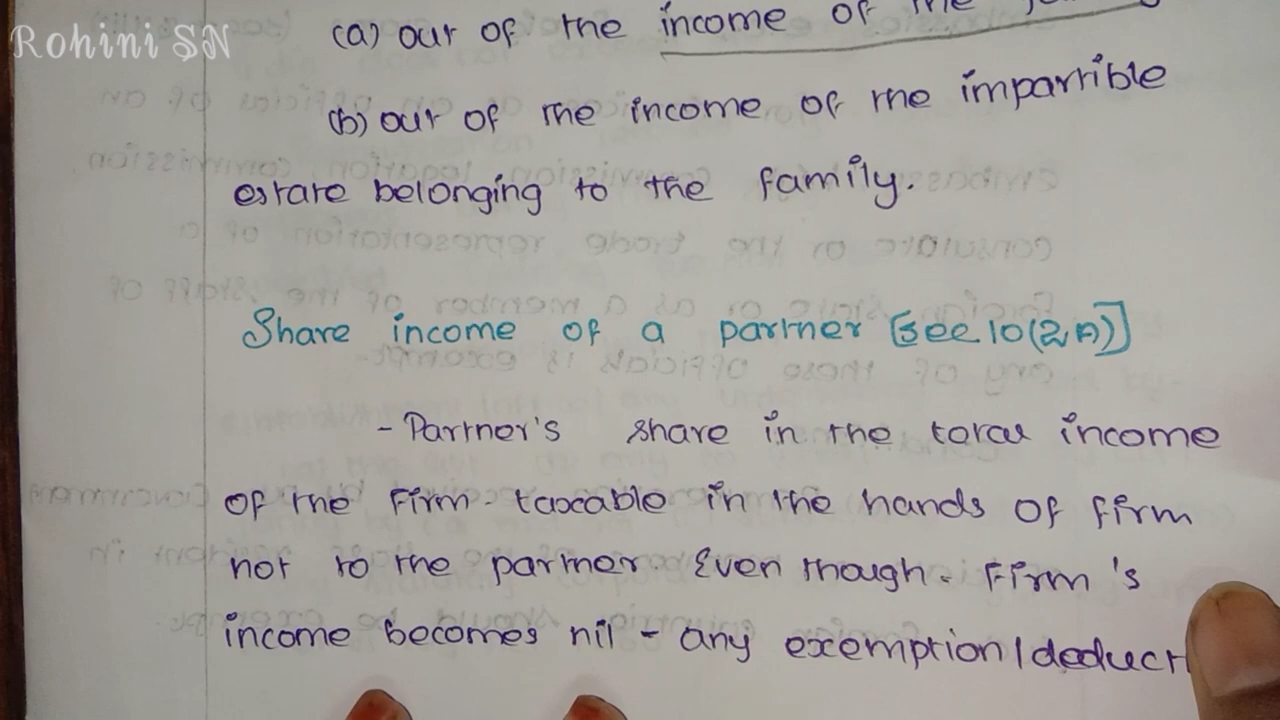 Rohini SN
(a) out of the income of the
(b) out of the income of the impartible
estate belonging to the family.
Share income of a partner [Sec 10(2A)]
- Partner's share in the total income
of the firm - taxable in the hands of firm
not to the partner. Even though. Firm's
income becomes nil - any exemption/deduct